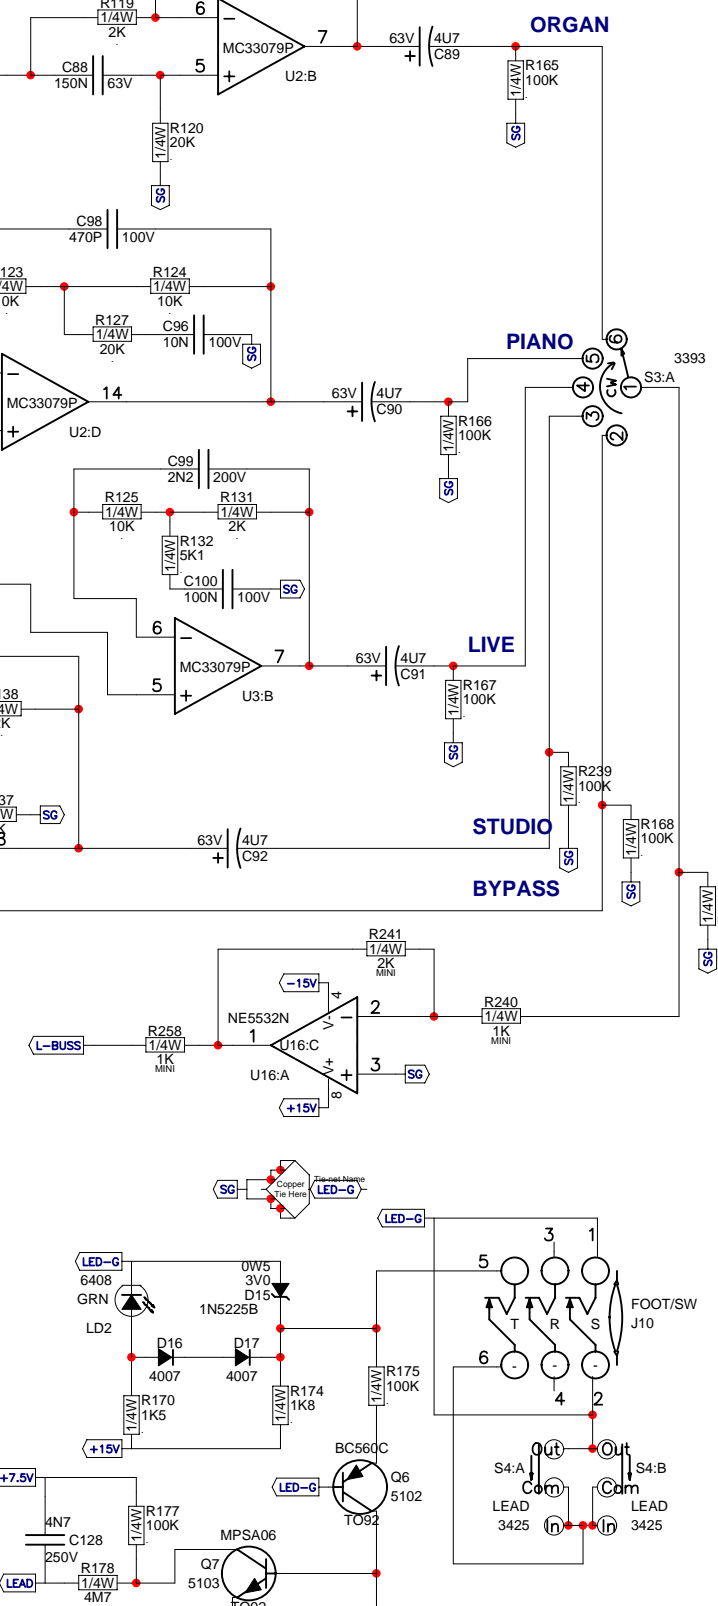 R119
1/4W
2K
6
7
MC33079P
5
U2:B
C88
150N
63V
R120
1/4W
20K
SG
63V
4U7
C89
ORGAN
R165
1/4W
100K
SG
C98
470P
100V
123
4W
0K
R124
1/4W
10K
R127
1/4W
20K
C96
10N
100V
SG
14
MC33079P
U2:D
63V
4U7
C90
R166
1/4W
100K
SG
PIANO
6
5
4
3
2
1
CW
S3:A
3393
C99
2N2
200V
R125
1/4W
10K
R131
1/4W
2K
R132
1/4W
5K1
C100
100N
100V
SG
6
7
MC33079P
5
U3:B
63V
4U7
C91
LIVE
R167
1/4W
100K
SG
138
4W
K
37
W
SG
63V
4U7
C92
STUDIO
R239
1/4W
100K
SG
R168
1/4W
100K
SG
BYPASS
1/4W
SG
R241
1/4W
2K
MINI
-15V
4
V-
NE5532N
2
R240
1/4W
1K
MINI
L-BUSS
R258
1/4W
1K
MINI
1
U16:C
U16:A
V+
3
SG
8
+15V
SG
Copper
Tie Here
Tie-net Name
LED-G
LED-G
LED-G
6408
GRN
LD2
0W5
3V0
D15
1N5225B
D16
4007
D17
4007
R170
1/4W
1K5
R174
1/4W
1K8
+15V
R175
1/4W
100K
3
1
5
T
R
S
6
4
2
FOOT/SW
J10
BC560C
LED-G
Q6
5102
TO92
S4:A
Out
Out
S4:B
Com
Com
LEAD
3425
In
In
LEAD
3425
+7.5V
4N7
C128
250V
R177
1/4W
100K
LEAD
R178
1/4W
4M7
MPSA06
Q7
5103
TO92